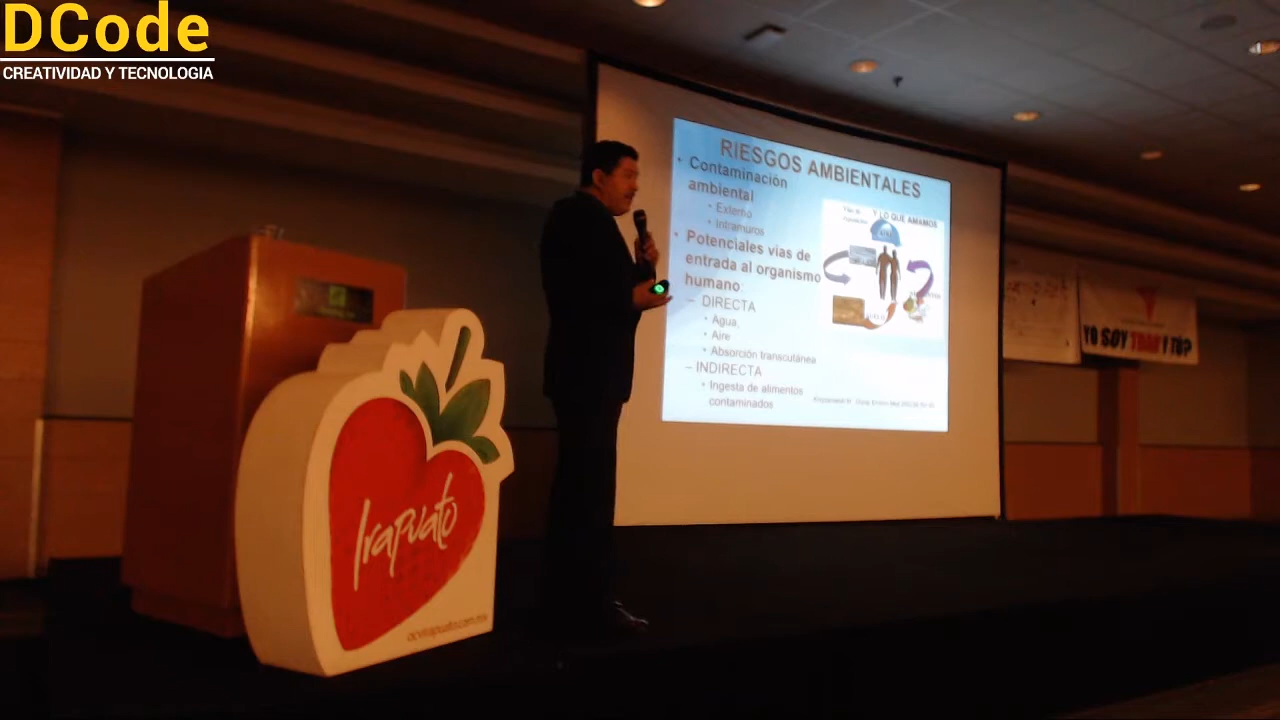 DCode
CREATIVIDAD Y TECNOLOGIA
RIESGOS AMBIENTALES
• Contaminación
ambiental
• Externo
• Intramuros
• Potenciales vías de
entrada al organismo
humano:
– DIRECTA
• Agua,
• Aire
• Absorción transcutánea
– INDIRECTA
• Ingesta de alimentos
contaminados
Y LO QUE AMAMOS
YO SOY Y TÚ?
Irapuato